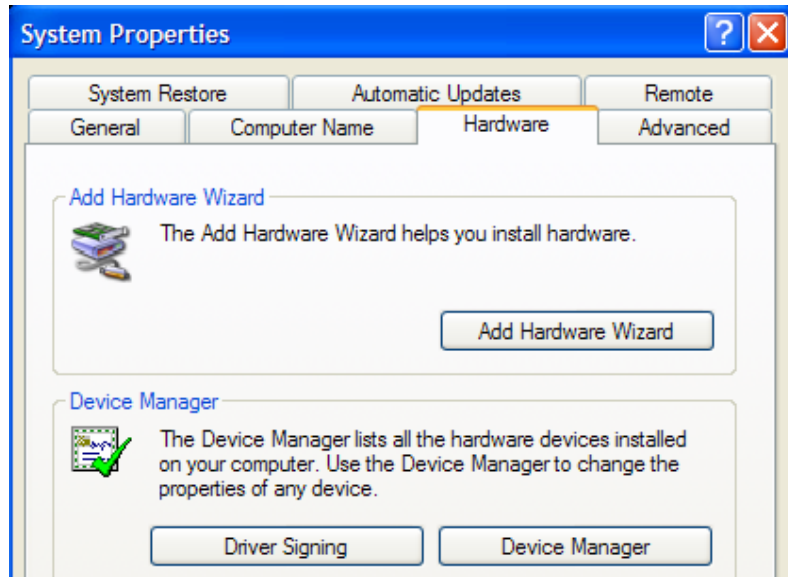 System Properties
System Restore Automatic Updates Remote
General Computer Name Hardware Advanced
Add Hardware Wizard
The Add Hardware Wizard helps you install hardware.
Add Hardware Wizard
Device Manager
The Device Manager lists all the hardware devices installed
on your computer. Use the Device Manager to change the
properties of any device.
Driver Signing Device Manager